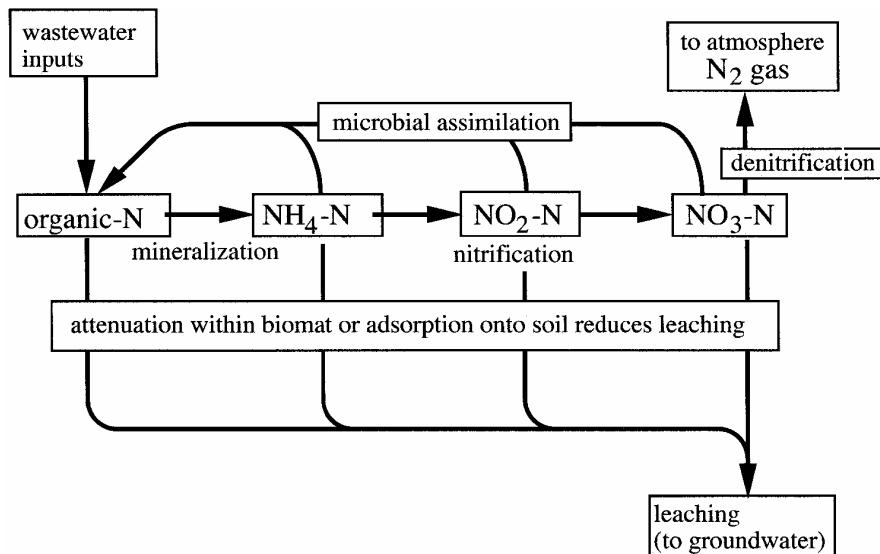 wastewater
inputs
to atmosphere
N2 gas
microbial assimilation
denitrification
organic-N
NH4-N
NO2-N
NO3-N
mineralization
nitrification
attenuation within biomat or adsorption onto soil reduces leaching
leaching
(to groundwater)